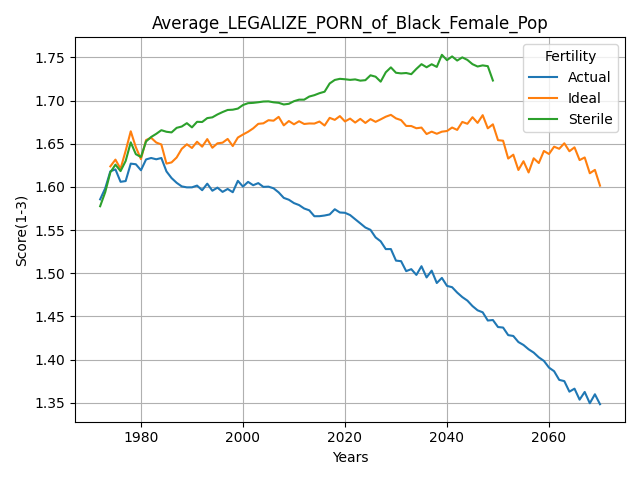 Average_LEGALIZE_PORN_of_Black_Female_Pop
Score(1-3)
1.75
1.70
1.65
1.60
1.55
1.50
1.45
1.40
1.35
Fertility
Actual
Ideal
Sterile
1980
2000
2020
2040
2060
Years